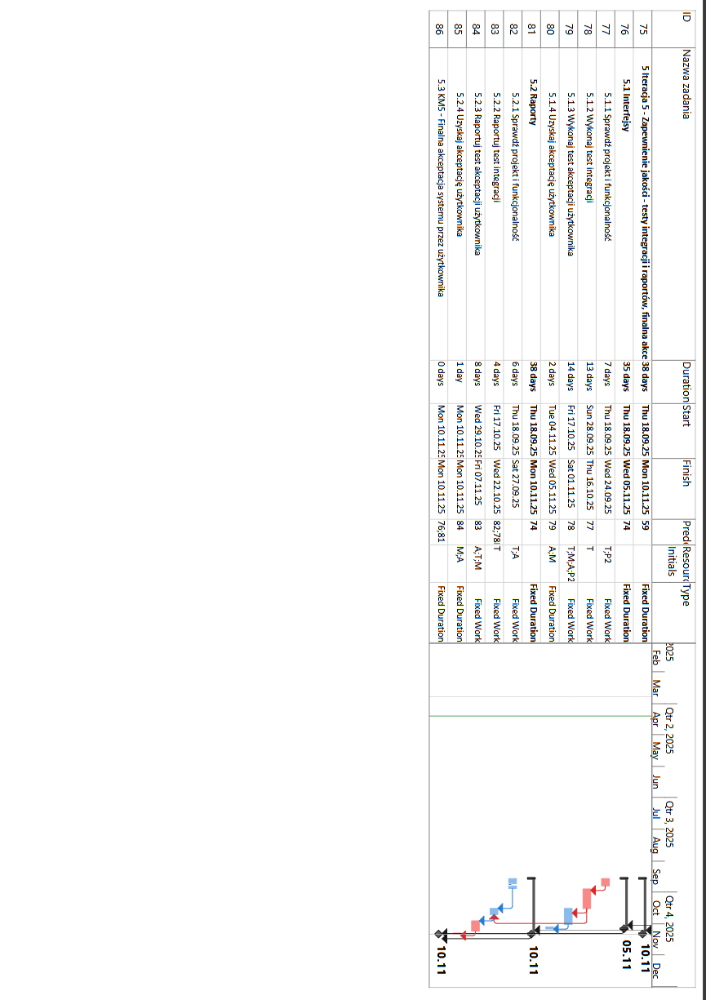 ID Nazwa zadania Duration Start Finish Pred Resourc Initials Type
75 5 Iteracja 5 - Zapewnienie jakości - testy integracji i raportów, finalna akce 38 days Thu 18.09.25 Mon 10.11.25 59 Fixed Duration
76 5.1 Interfejsy 35 days Thu 18.09.25 Wed 05.11.25 74 Fixed Duration
77 5.1.1 Sprawdź projekt i funkcjonalność 7 days Thu 18.09.25 Wed 24.09.25 T;P2 Fixed Work
78 5.1.2 Wykonaj test integracji 13 days Sun 28.09.25 Thu 16.10.25 77 T Fixed Work
79 5.1.3 Wykonaj test akceptacji użytkownika 14 days Fri 17.10.25 Sat 01.11.25 78 T;M;A;P2 Fixed Work
80 5.1.4 Uzyskaj akceptację użytkownika 2 days Tue 04.11.25 Wed 05.11.25 79 A;M Fixed Duration
81 5.2 Raporty 38 days Thu 18.09.25 Mon 10.11.25 74 Fixed Duration
82 5.2.1 Sprawdź projekt i funkcjonalność 6 days Thu 18.09.25 Sat 27.09.25 T;A Fixed Work
83 5.2.2 Raportuj test integracji 4 days Fri 17.10.25 Wed 22.10.25 82;78 T Fixed Work
84 5.2.3 Raportuj test akceptacji użytkownika 8 days Wed 29.10.25 Fri 07.11.25 83 A;T;M Fixed Work
85 5.2.4 Uzyskaj akceptację użytkownika 1 day Mon 10.11.25 Mon 10.11.25 84 M;A Fixed Duration
86 5.3 KM5 - Finalna akceptacja systemu przez użytkownika 0 days Mon 10.11.25 Mon 10.11.25 76;81 Fixed Duration
2025 Qtr 2, 2025 Qtr 3, 2025 Qtr 4, 2025
Feb Mar Apr May Jun Jul Aug Sep Oct Nov Dec
10.11
05.11
10.11
10.11